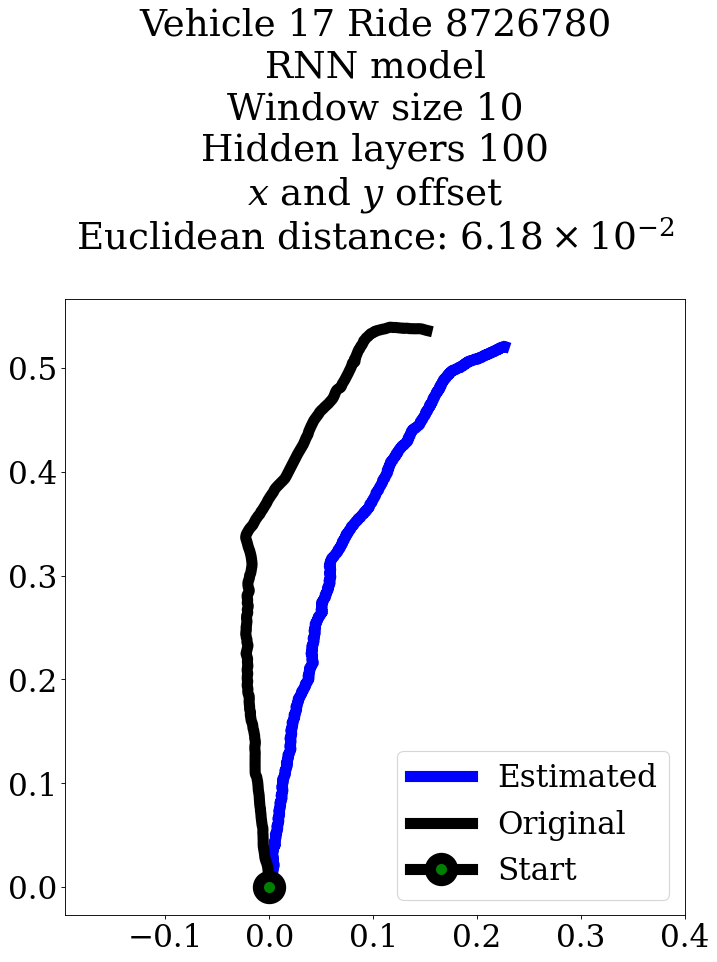 Vehicle 17 Ride 8726780
RNN model
Window size 10
Hidden layers 100
x and y offset
Euclidean distance: 6.18 × 10⁻²
0.5
0.4
0.3
0.2
0.1
0.0
Estimated
Original
Start
−0.1 0.0 0.1 0.2 0.3 0.4